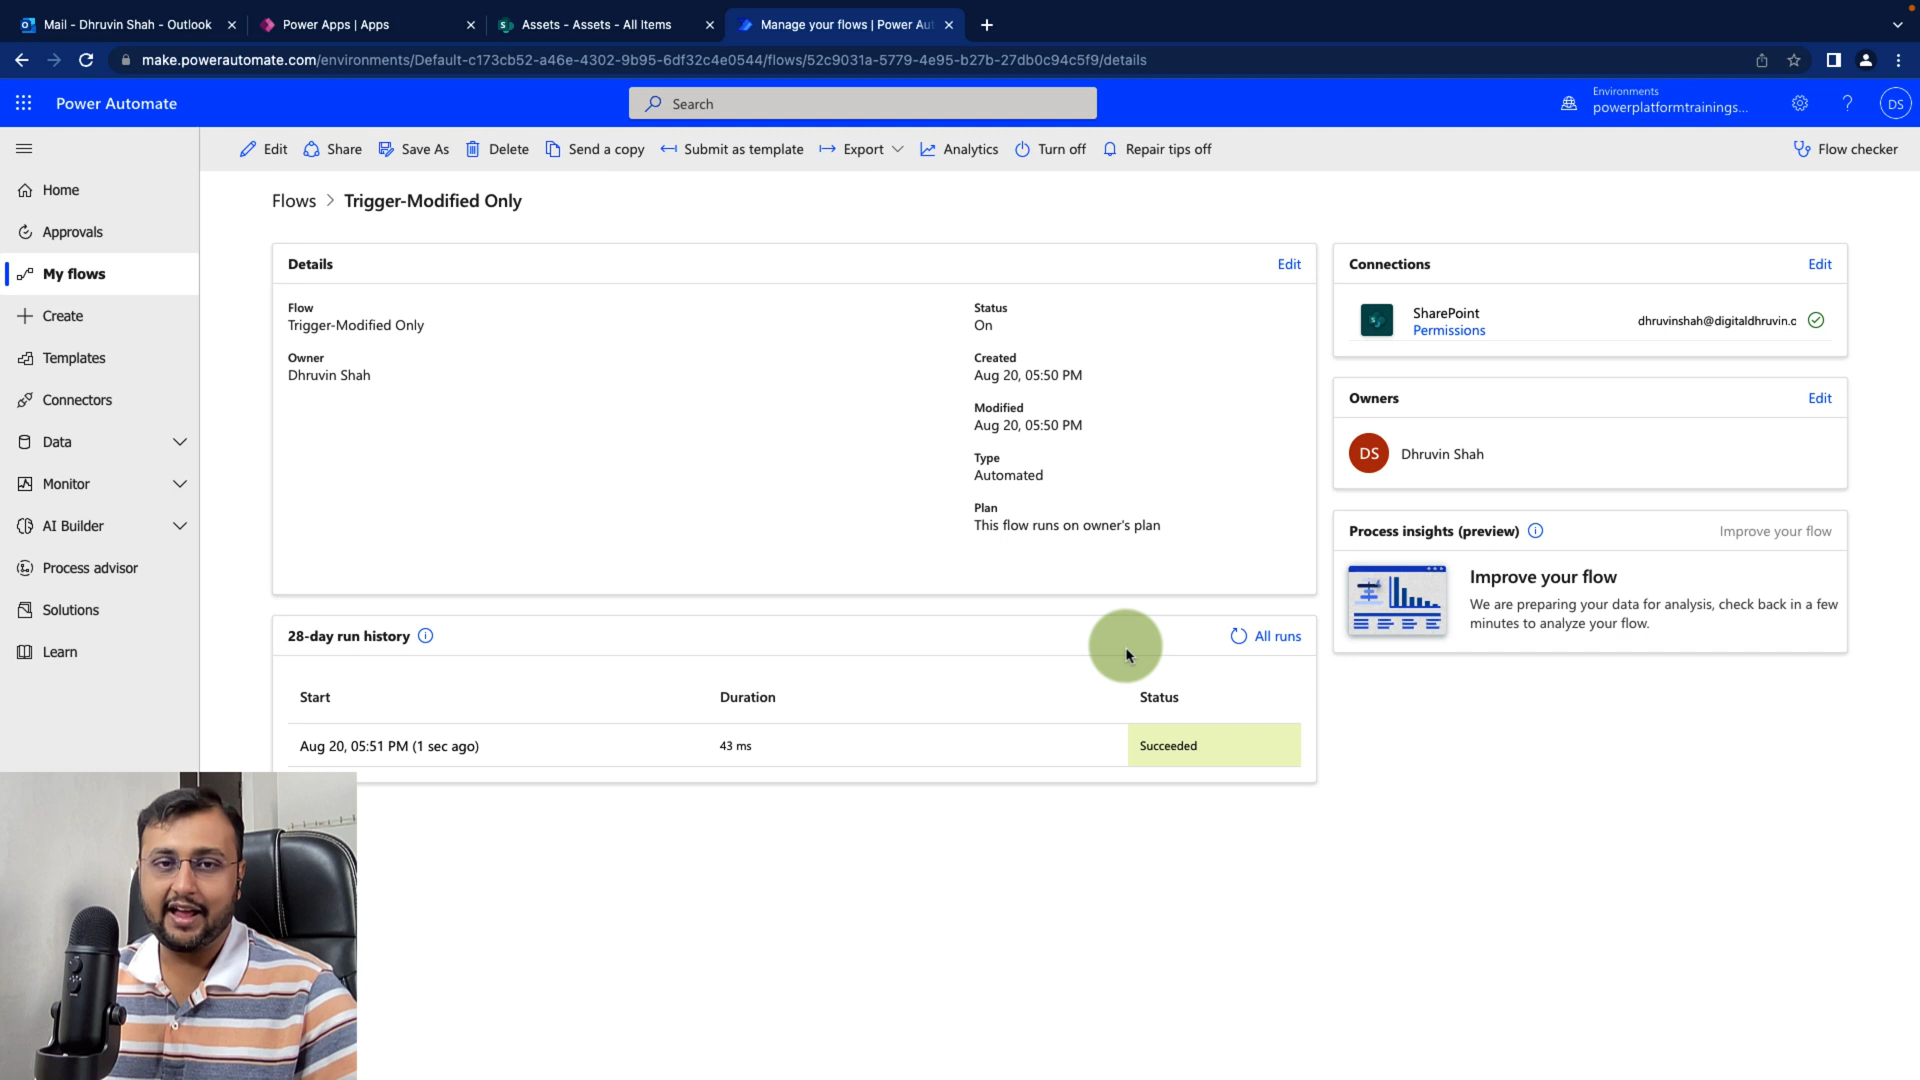 Mail - Dhruvin Shah - Outlook
Power Apps | Apps
Assets - Assets - All Items
Manage your flows | Power Aut
make.powerautomate.com/environments/Default-c173cb52-a46e-4302-9b95-6df32c4e0544/flows/52c9031a-5779-4e95-b27b-27db0c94c5f9/details
Power Automate
Search
Environments
powerplatformtrainings...
DS
Edit
Share
Save As
Delete
Send a copy
Submit as template
Export
Analytics
Turn off
Repair tips off
Flow checker
Home
Approvals
My flows
Create
Templates
Connectors
Data
Monitor
AI Builder
Process advisor
Solutions
Learn
Flows > Trigger-Modified Only
Details
Edit
Flow
Trigger-Modified Only
Owner
Dhruvin Shah
Status
On
Created
Aug 20, 05:50 PM
Modified
Aug 20, 05:50 PM
Type
Automated
Plan
This flow runs on owner's plan
28-day run history
All runs
Start
Duration
Status
Aug 20, 05:51 PM (1 sec ago)
43 ms
Succeeded
Connections
Edit
SharePoint
Permissions
dhruvinshah@digitaldhruvin.c
Owners
Edit
DS
Dhruvin Shah
Process insights (preview)
Improve your flow
Improve your flow
We are preparing your data for analysis, check back in a few
minutes to analyze your flow.